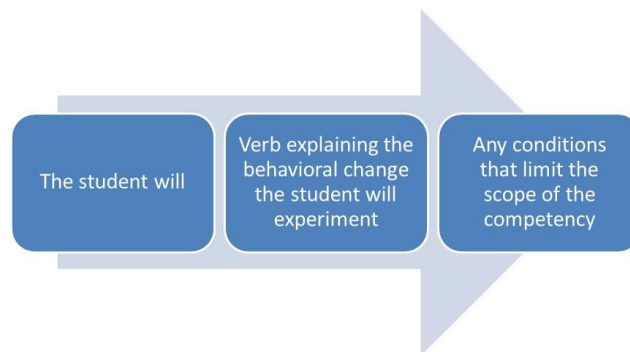 The student will
Verb explaining the
behavioral change
the student will
experiment
Any conditions
that limit the
scope of the
competency